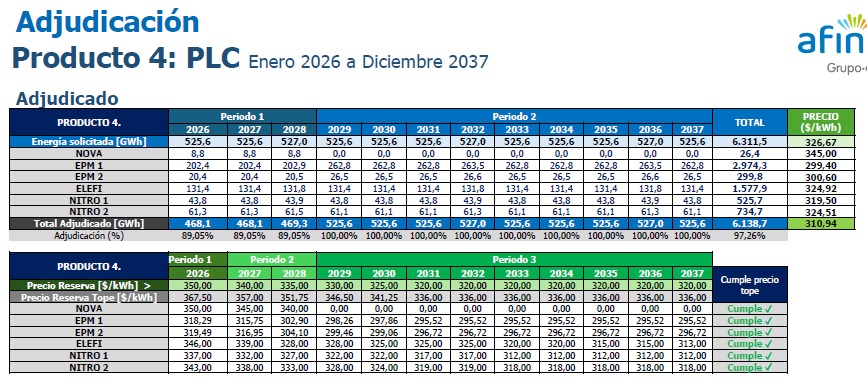 Adjudicación
Producto 4: PLC Enero 2026 a Diciembre 2037
afin
Grupo-
Adjudicado
PRODUCTO 4. Periodo 1 Periodo 2 TOTAL PRECIO ($/kWh)
2026 2027 2028 2029 2030 2031 2032 2033 2034 2035 2036 2037
Energía solicitada [GWh] 525,6 525,6 527,0 525,6 525,6 525,6 527,0 525,6 525,6 525,6 527,0 525,6 6.311,5 326,67
NOVA 8,8 8,8 8,8 0,0 0,0 0,0 0,0 0,0 0,0 0,0 0,0 0,0 26,4 345,00
EPM 1 202,4 202,4 202,9 262,8 262,8 262,8 263,5 262,8 262,8 262,8 263,5 262,8 2.974,3 299,40
EPM 2 20,4 20,4 20,5 26,5 26,5 26,5 26,6 26,5 26,5 26,5 26,6 26,5 299,8 300,60
ELEFI 131,4 131,4 131,8 131,4 131,4 131,4 131,8 131,4 131,4 131,4 131,8 131,4 1.577,9 324,92
NITRO 1 43,8 43,8 43,9 43,8 43,8 43,8 43,9 43,8 43,8 43,8 43,9 43,8 525,7 319,50
NITRO 2 61,3 61,3 61,5 61,1 61,1 61,1 61,3 61,1 61,1 61,1 61,3 61,1 734,7 324,51
Total Adjudicado [GWh] 468,1 468,1 469,3 525,6 525,6 525,6 527,0 525,6 525,6 525,6 527,0 525,6 6.138,7 310,94
Adjudicación (%) 89,05% 89,05% 89,05% 100,00% 100,00% 100,00% 100,00% 100,00% 100,00% 100,00% 100,00% 100,00% 97,26%
PRODUCTO 4. Periodo 1 Periodo 2 Periodo 3 Cumple precio tope
2026 2027 2028 2029 2030 2031 2032 2033 2034 2035 2036 2037
Precio Reserva [$/kWh] > 350,00 340,00 335,00 330,00 325,00 320,00 320,00 320,00 320,00 320,00 320,00 320,00
Precio Reserva Tope [$/kWh] 367,50 357,00 351,75 346,50 341,25 336,00 336,00 336,00 336,00 336,00 336,00 336,00
NOVA 350,00 345,00 340,00 0,00 0,00 0,00 0,00 0,00 0,00 0,00 0,00 0,00 Cumple ✓
EPM 1 318,29 315,75 302,90 298,26 297,86 295,52 295,52 295,52 295,52 295,52 295,52 295,52 Cumple ✓
EPM 2 319,49 316,95 304,10 299,46 299,06 296,72 296,72 296,72 296,72 296,72 296,72 296,72 Cumple ✓
ELEFI 346,00 339,00 328,00 328,00 325,00 325,00 325,00 320,00 320,00 315,00 315,00 313,00 Cumple ✓
NITRO 1 337,00 332,00 327,00 322,00 322,00 317,00 317,00 312,00 312,00 312,00 312,00 312,00 Cumple ✓
NITRO 2 343,00 338,00 333,00 328,00 324,00 319,00 319,00 318,00 318,00 318,00 318,00 318,00 Cumple ✓